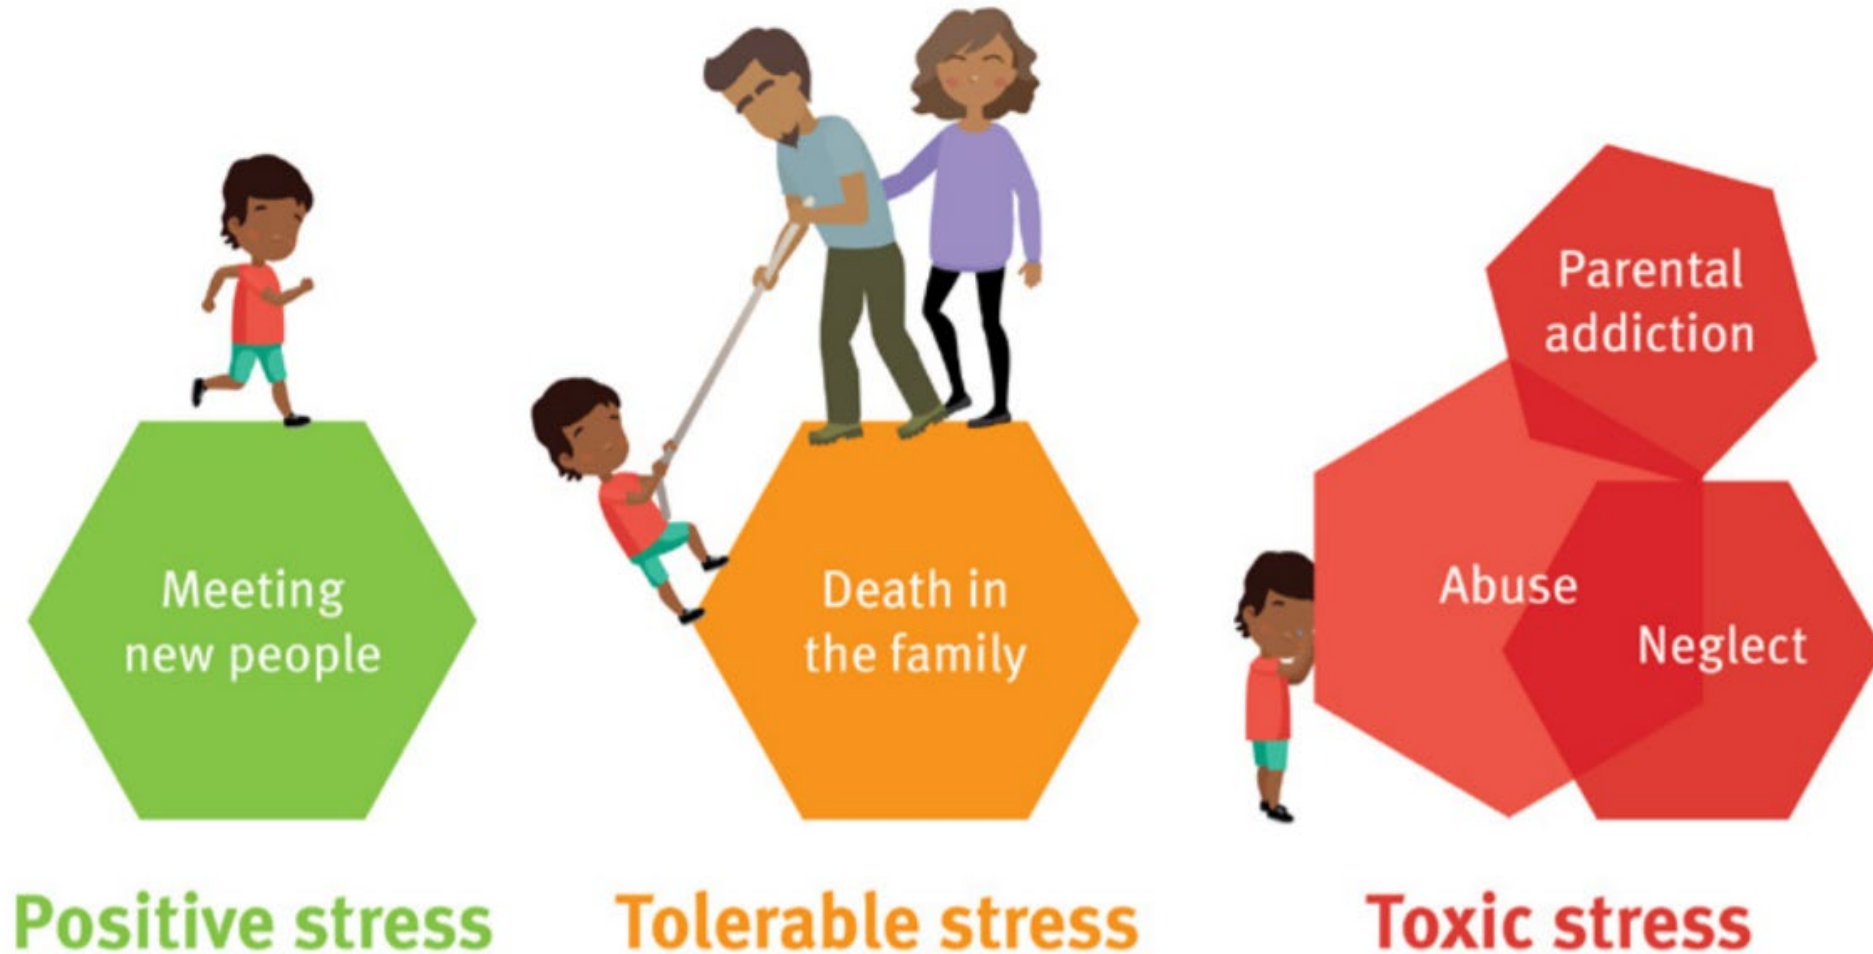 Meeting
new people
Positive stress
Death in
the family
Tolerable stress
Parental
addiction
Abuse
Neglect
Toxic stress